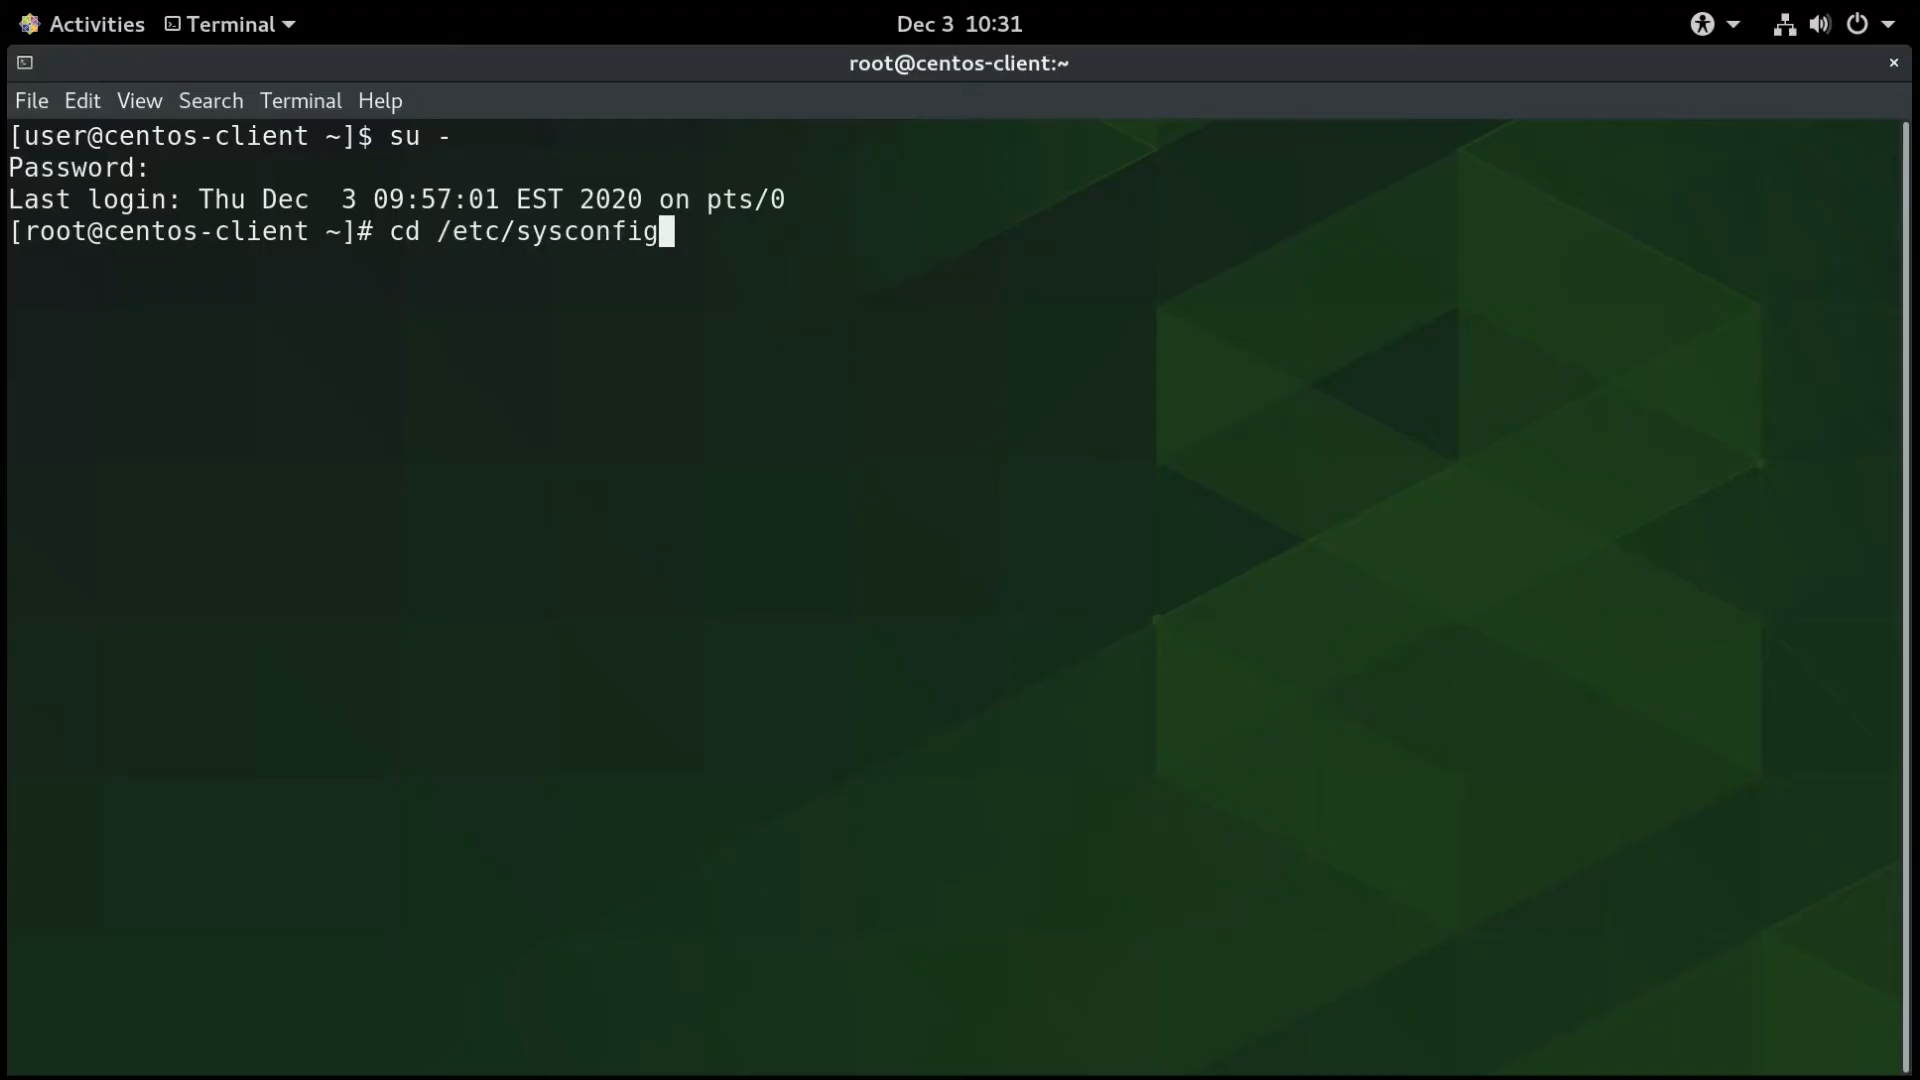 Activities Terminal Dec 3 10:31
root@centos-client:~ ×
File Edit View Search Terminal Help
[user@centos-client ~]$ su -
Password:
Last login: Thu Dec  3 09:57:01 EST 2020 on pts/0
[root@centos-client ~]# cd /etc/sysconfig